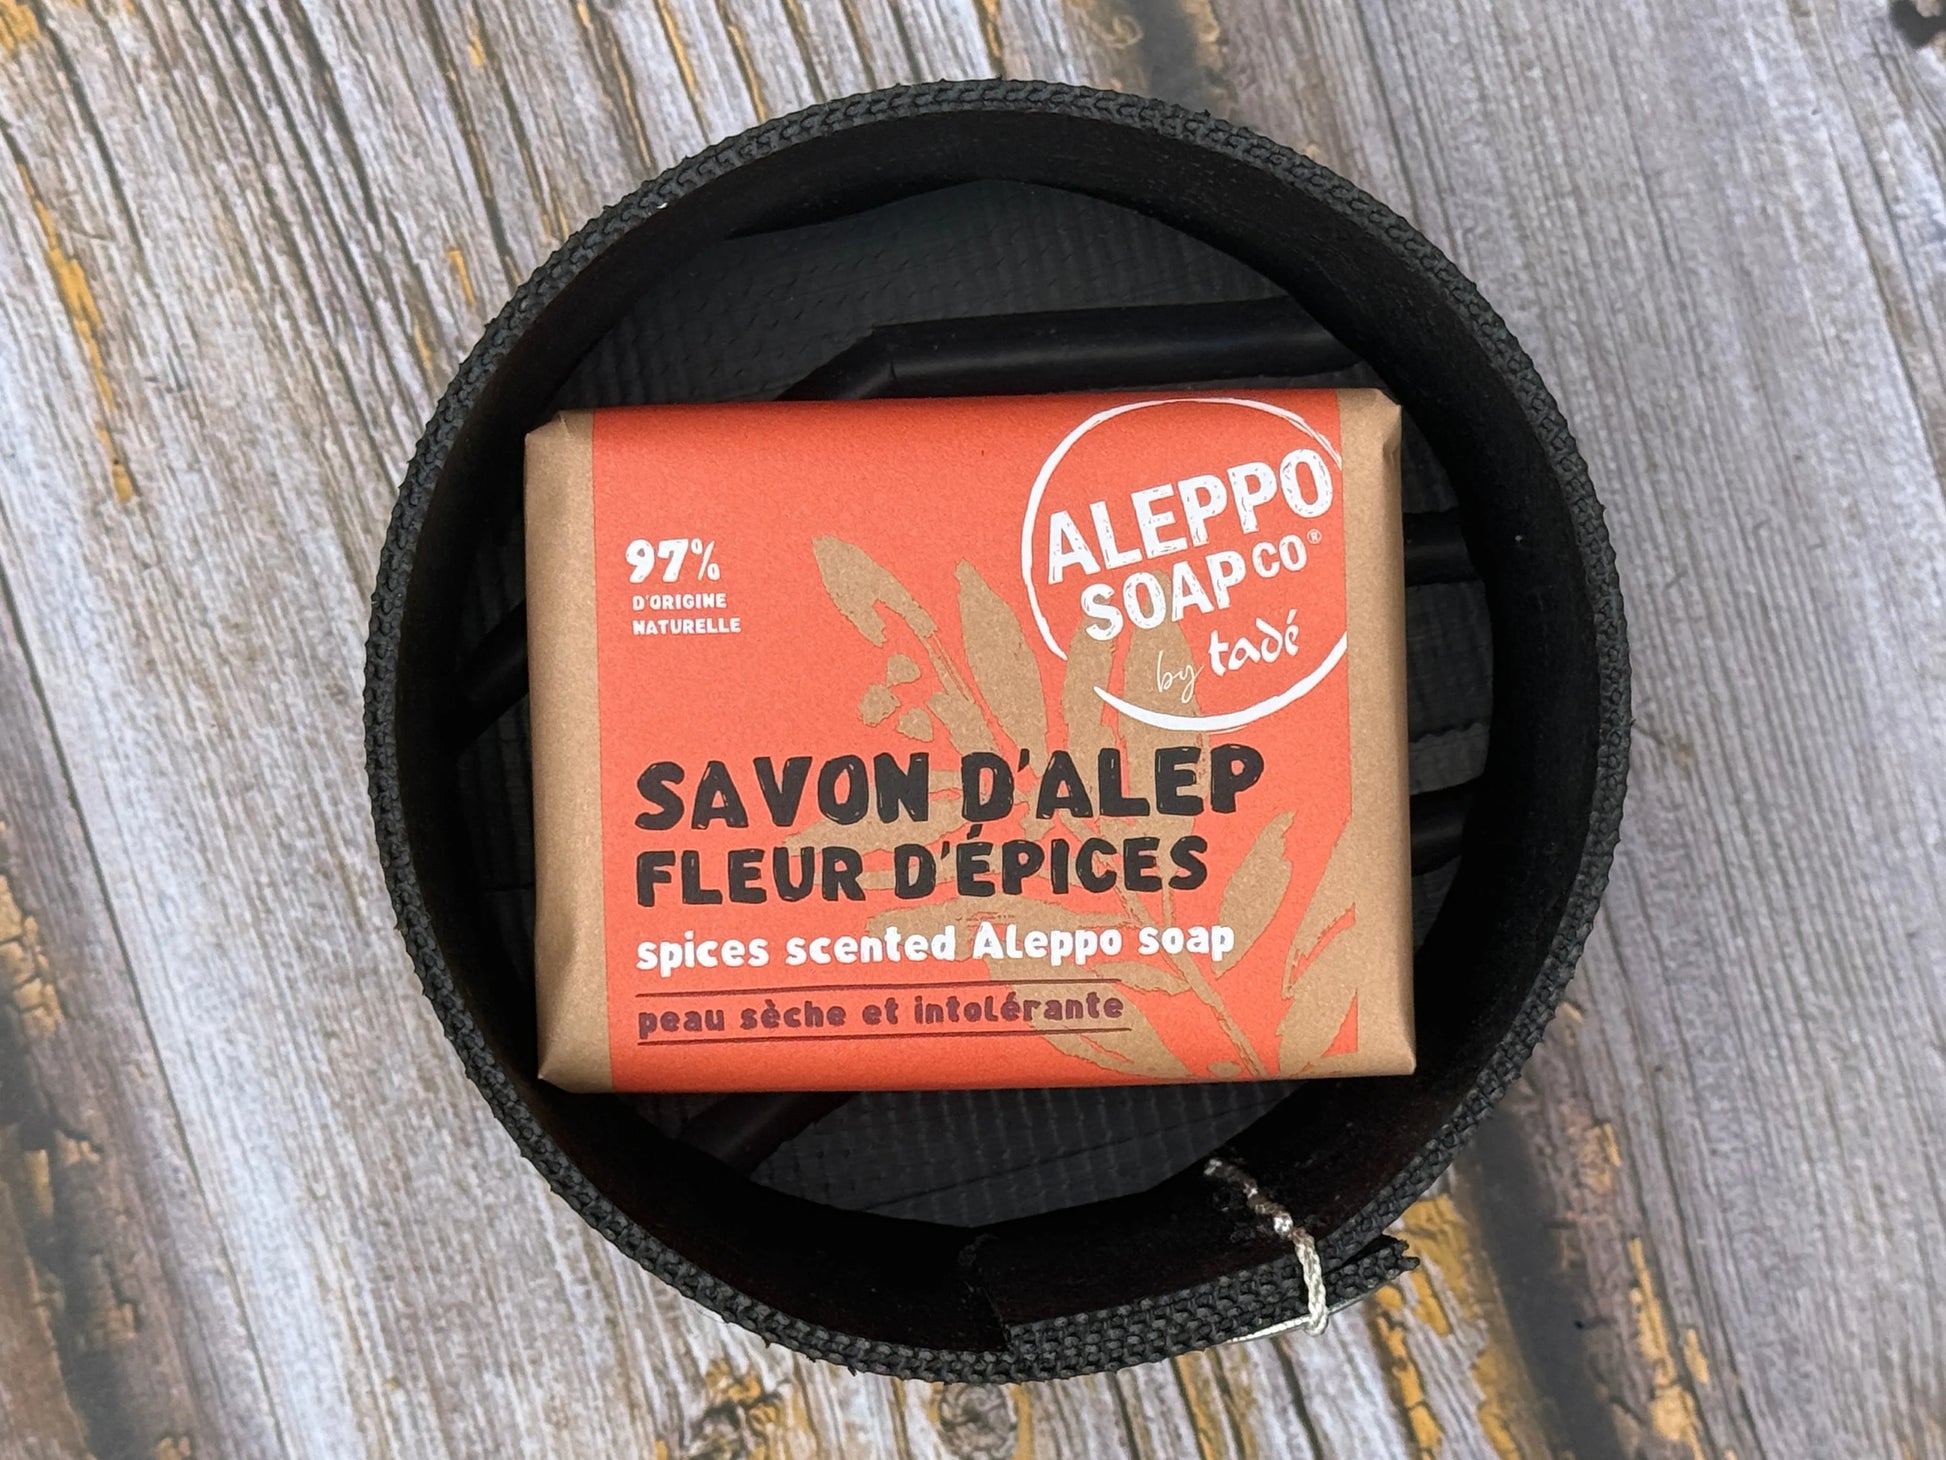 ALEPPO
SOAP CO®
by tadé
97%
D'ORIGINE
NATURELLE
SAVON D'ALEP
FLEUR D'ÉPICES
spices scented Aleppo soap
peau sèche et intolérante